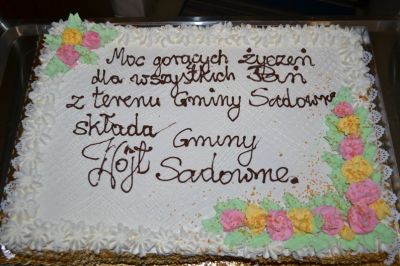 Moc gorących życzeń
dla wszystkich Pań
z terenu Gminy Sadowne
składa
Wójt Gminy
Sadowne.